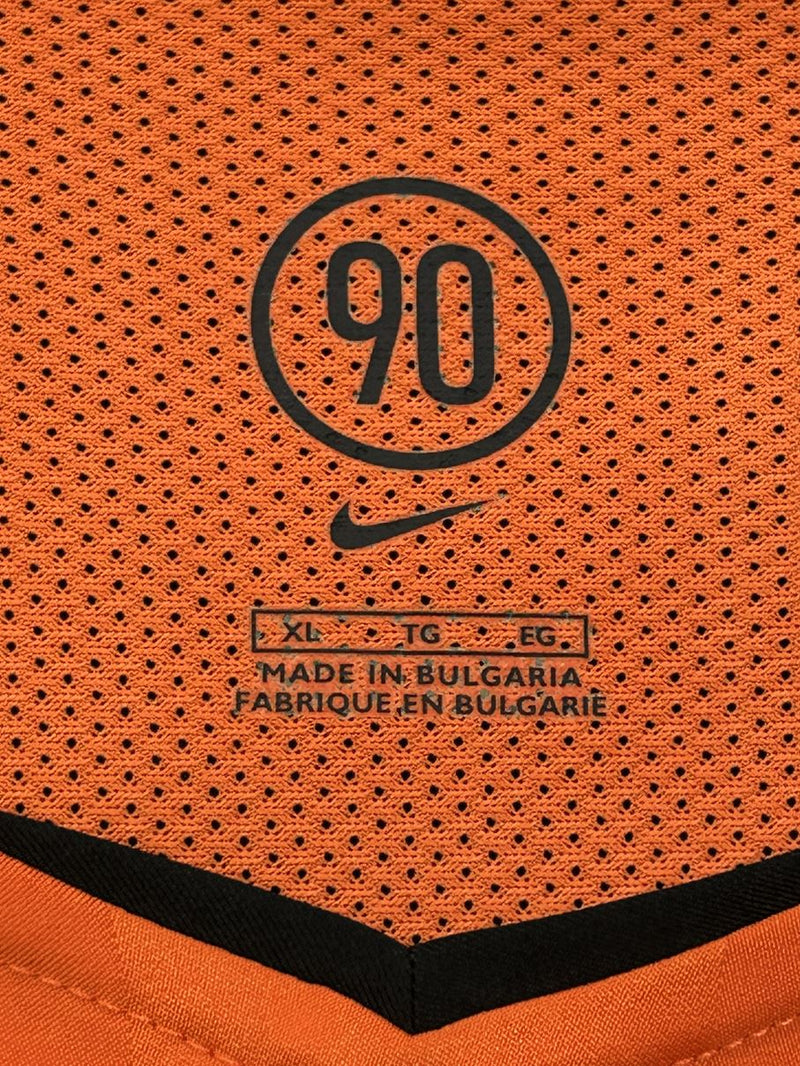 90
XL TG EG
MADE IN BULGARIA
FABRIQUE EN BULGARIE